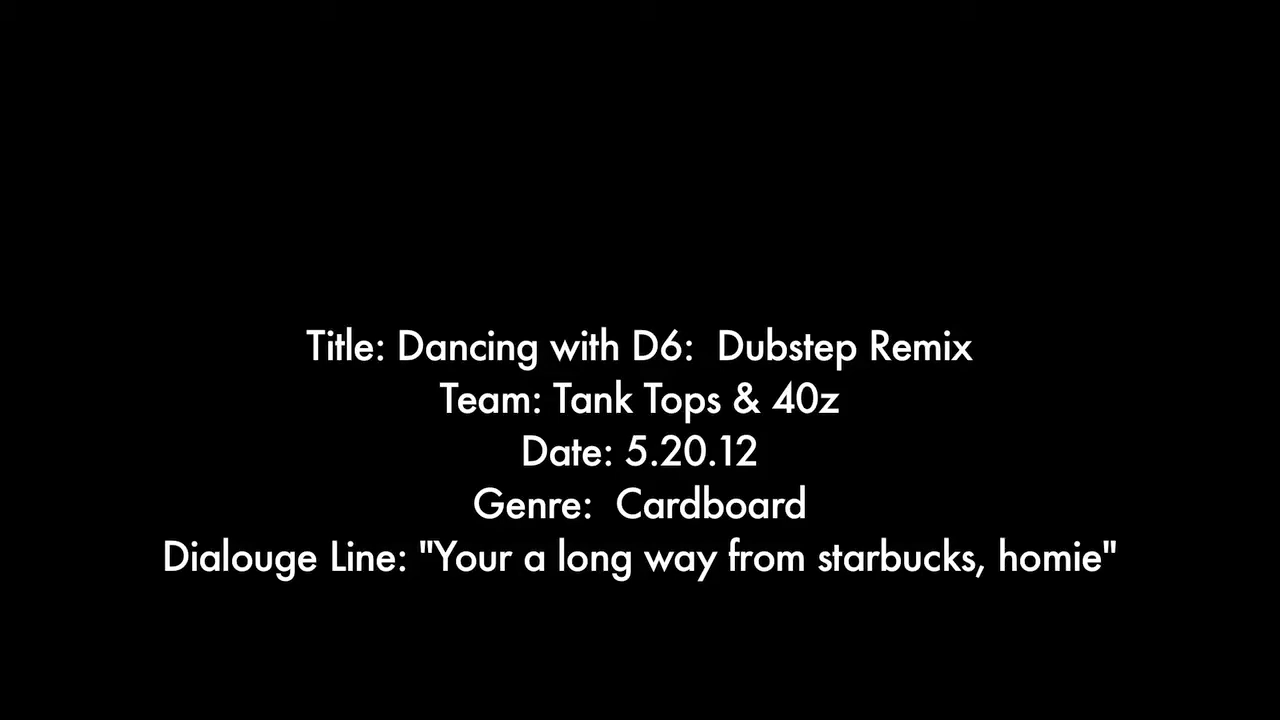 Title: Dancing with D6:  Dubstep Remix
Team: Tank Tops & 40z
Date: 5.20.12
Genre:  Cardboard
Dialouge Line: "Your a long way from starbucks, homie"